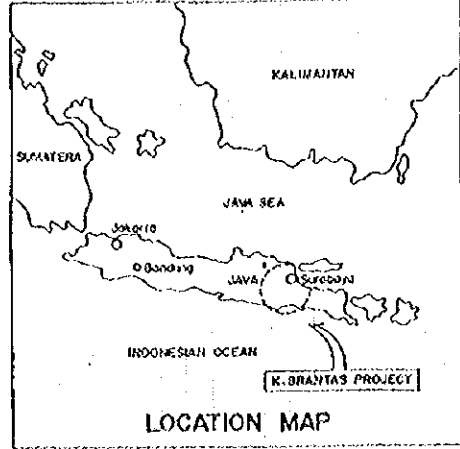 KALIMANTAN
SUMATERA
JAVA SEA
Jakarta
Bandung
JAVA
Surabaya
INDONESIAN OCEAN
K.BRANTAS PROJECT
LOCATION MAP